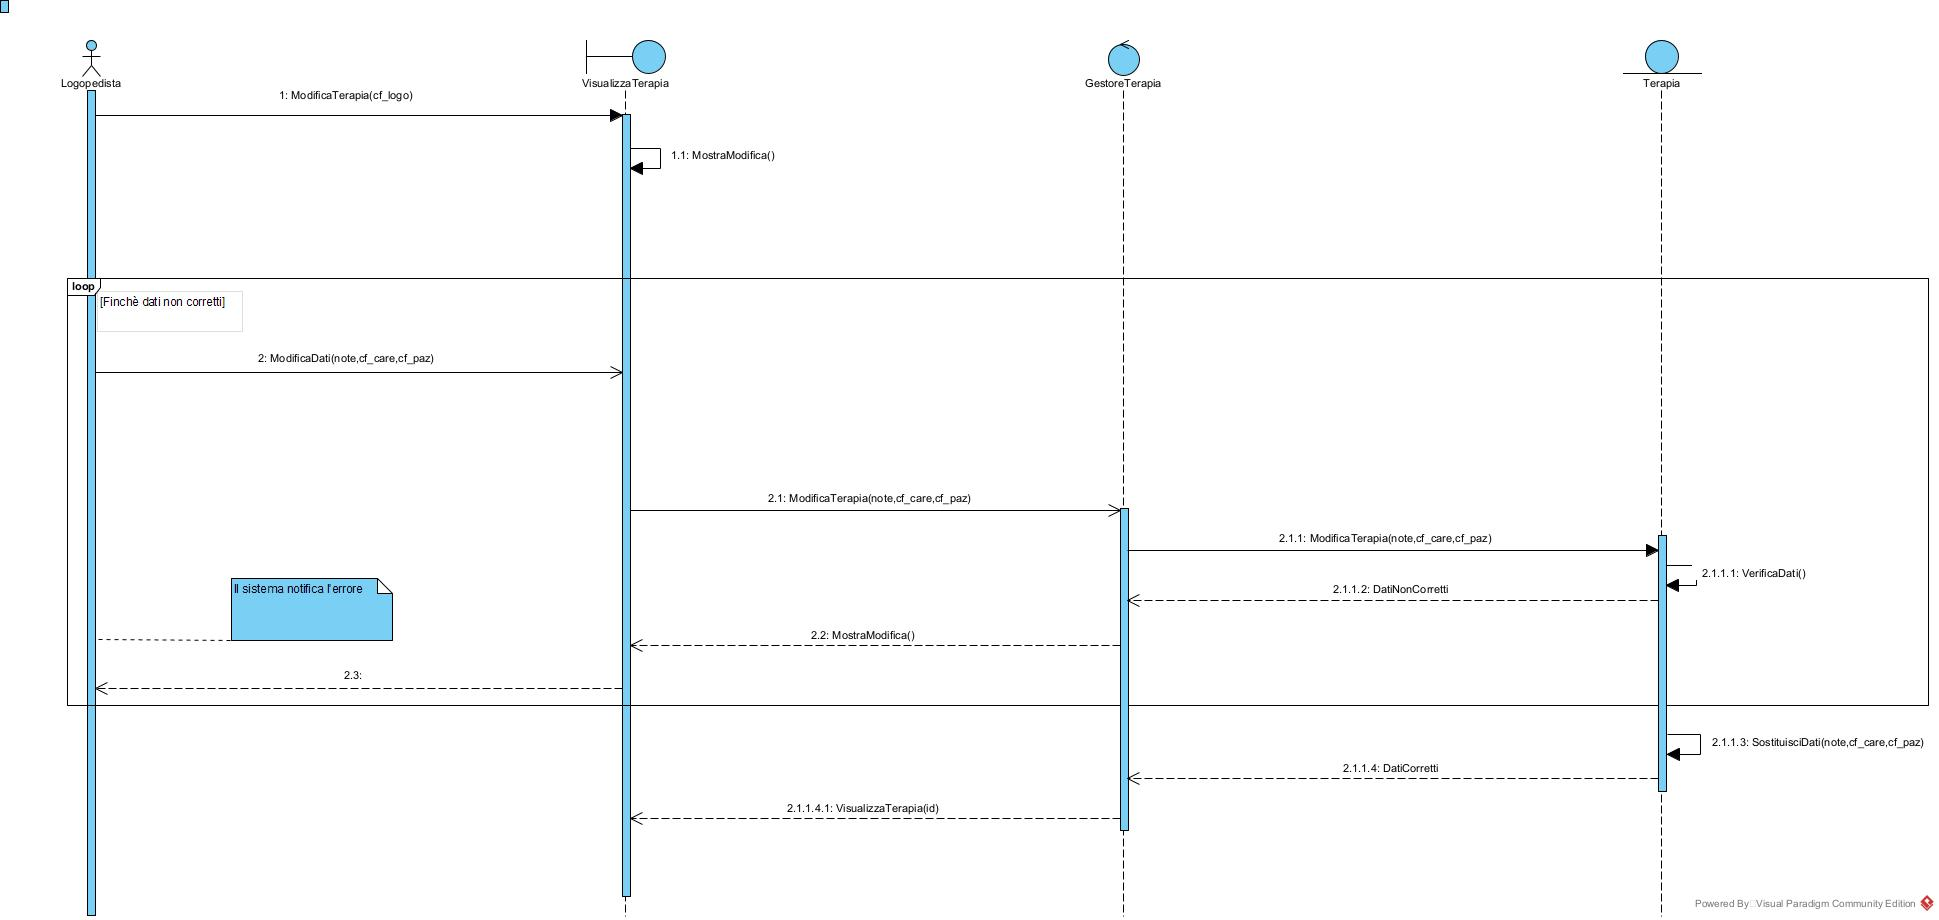 Logopedista
VisualizzaTerapia
GestoreTerapia
Terapia
1: ModificaTerapia(cf_logo)
1.1: MostraModifica()
loop
[Finchè dati non corretti]
2: ModificaDati(note,cf_care,cf_paz)
2.1: ModificaTerapia(note,cf_care,cf_paz)
2.1.1: ModificaTerapia(note,cf_care,cf_paz)
2.1.1.1: VerificaDati()
2.1.1.2: DatiNonCorretti
Il sistema notifica l'errore
2.2: MostraModifica()
2.3:
2.1.1.3: SostituisciDati(note,cf_care,cf_paz)
2.1.1.4: DatiCorretti
2.1.1.4.1: VisualizzaTerapia(id)
Powered By Visual Paradigm Community Edition